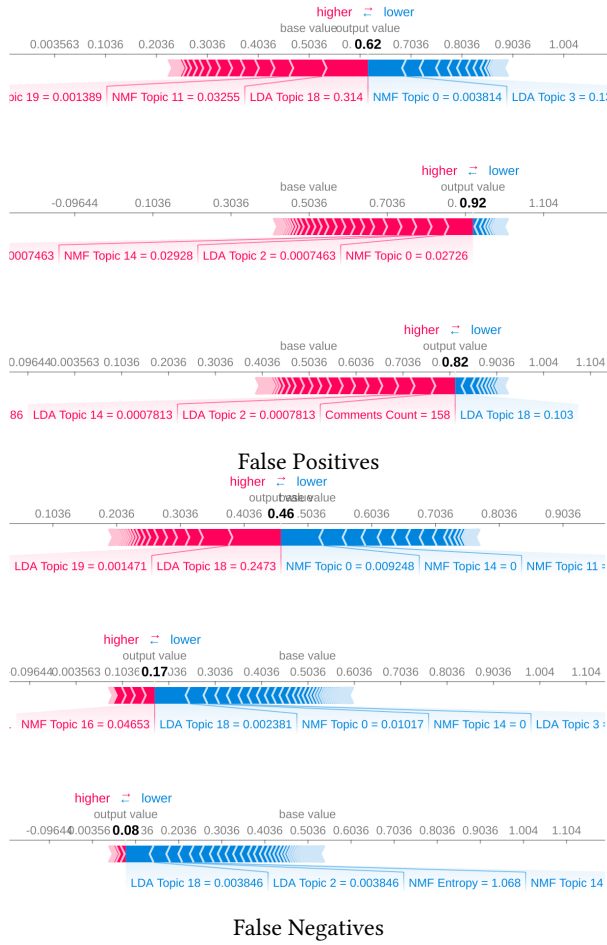 higher → ← lower
base value output value
0.003563 0.1036 0.2036 0.3036 0.4036 0. 0.62 0.7036 0.8036 0.9036 1.004
pic 19 = 0.001389 NMF Topic 11 = 0.03255 LDA Topic 18 = 0.314 NMF Topic 0 = 0.003814 LDA Topic 3 = 0.13
higher → ← lower
base value output value
-0.09644 0.1036 0.3036 0.5036 0.7036 0. 0.92 1.104
0007463 NMF Topic 14 = 0.02928 LDA Topic 2 = 0.0007463 NMF Topic 0 = 0.02726
higher → ← lower
base value output value
0.09644 0.003563 0.1036 0.2036 0.3036 0.4036 0.5036 0.6036 0.7036 0. 0.82 0.9036 1.004 1.104
86 LDA Topic 14 = 0.0007813 LDA Topic 2 = 0.0007813 Comments Count = 158 LDA Topic 18 = 0.103
False Positives
higher → ← lower
output value base value
0.1036 0.2036 0.3036 0.4036 0.46 .5036 0.6036 0.7036 0.8036 0.9036
LDA Topic 19 = 0.001471 LDA Topic 18 = 0.2473 NMF Topic 0 = 0.009248 NMF Topic 14 = 0 NMF Topic 11 =
higher → ← lower
output value base value
0.09644 0.003563 0.1036 0.17 036 0.3036 0.4036 0.5036 0.6036 0.7036 0.8036 0.9036 1.004 1.104
. NMF Topic 16 = 0.04653 LDA Topic 18 = 0.002381 NMF Topic 0 = 0.01017 NMF Topic 14 = 0 LDA Topic 3 =
higher → ← lower
output value base value
-0.09644 0.00356 0.08 36 0.2036 0.3036 0.4036 0.5036 0.6036 0.7036 0.8036 0.9036 1.004 1.104
LDA Topic 18 = 0.003846 LDA Topic 2 = 0.003846 NMF Entropy = 1.068 NMF Topic 14
False Negatives